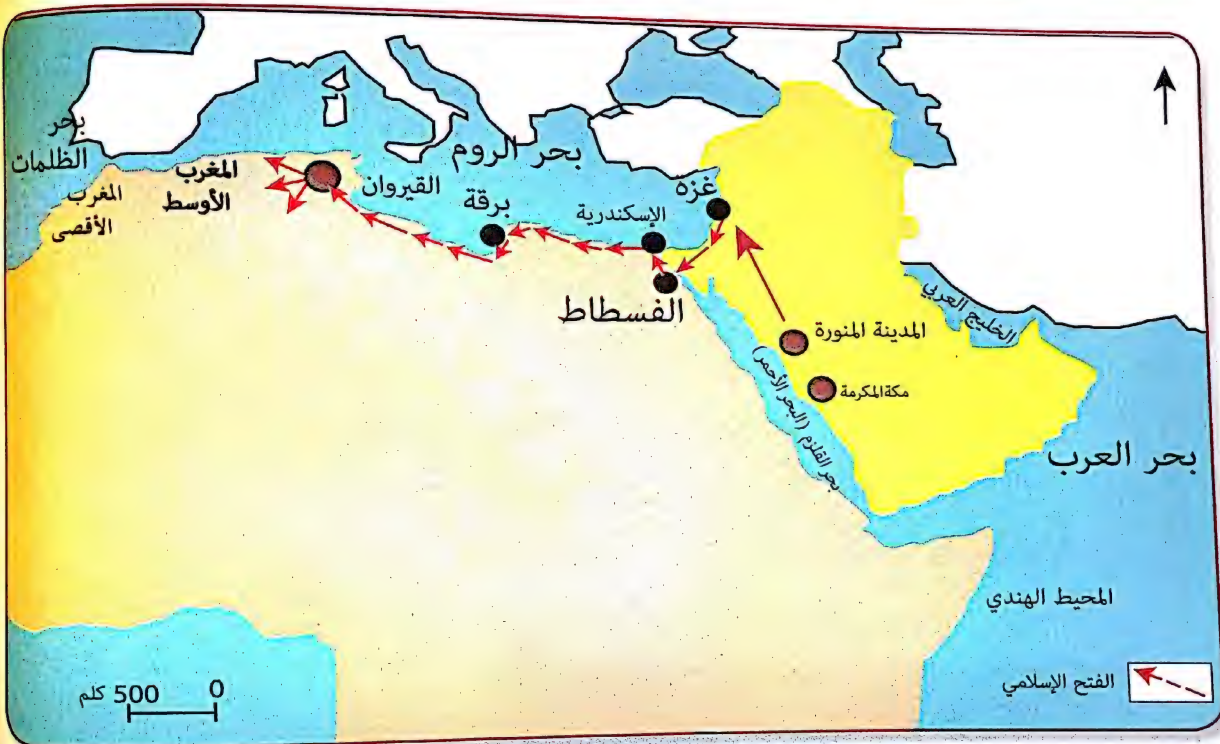 بحر
الظلمات
المغرب
الأقصى
المغرب
الأوسط
القيروان
بحر الروم
برقة
الإسكندرية
غزه
الفسطاط
المدينة المنورة
مكة المكرمة
الخليج العربي
بحر القلزم (البحر الأحمر)
بحر العرب
المحيط الهندي
الفتح الإسلامي
0 500 كلم